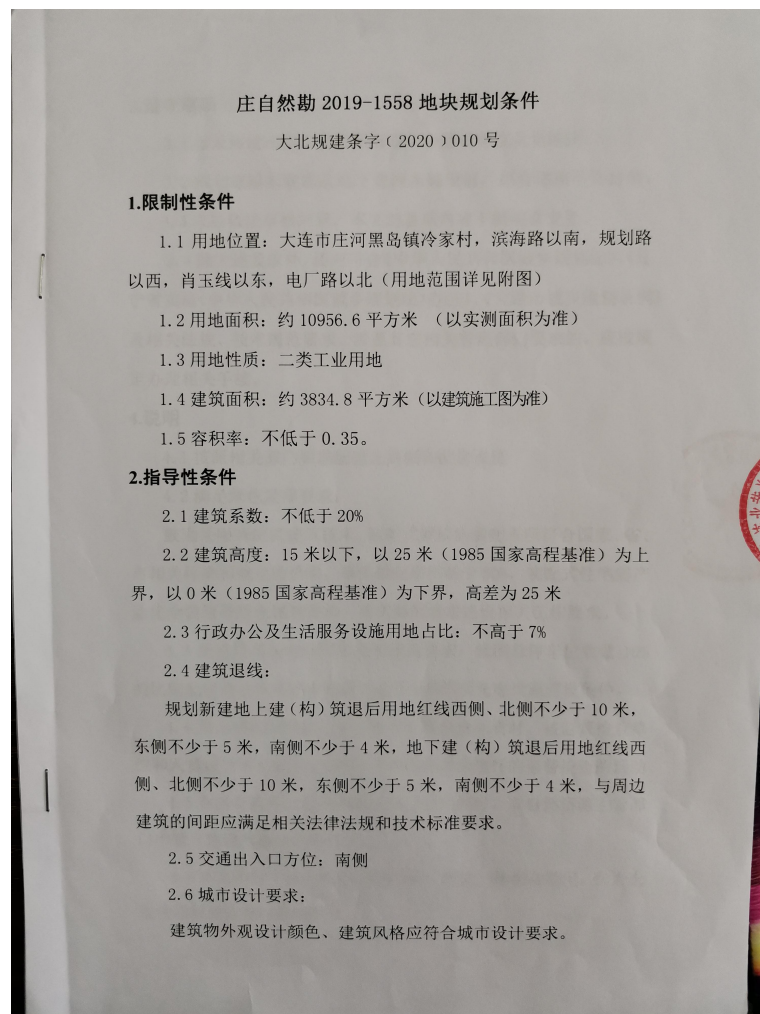 庄自然勘 2019-1558 地块规划条件
大北规建条字﹝2020﹞010 号
1.限制性条件
1.1 用地位置：大连市庄河黑岛镇冷家村，滨海路以南，规划路
以西，肖玉线以东，电厂路以北（用地范围详见附图）
1.2 用地面积：约 10956.6 平方米 （以实测面积为准）
1.3 用地性质：二类工业用地
1.4 建筑面积：约 3834.8 平方米（以建筑施工图为准）
1.5 容积率：不低于 0.35。
2.指导性条件
2.1 建筑系数：不低于 20%
2.2 建筑高度：15 米以下，以 25 米（1985 国家高程基准）为上
界，以 0 米（1985 国家高程基准）为下界，高差为 25 米
2.3 行政办公及生活服务设施用地占比：不高于 7%
2.4 建筑退线：
规划新建地上建（构）筑退后用地红线西侧、北侧不少于 10 米，
东侧不少于 5 米，南侧不少于 4 米，地下建（构）筑退后用地红线西
侧、北侧不少于 10 米，东侧不少于 5 米，南侧不少于 4 米，与周边
建筑的间距应满足相关法律法规和技术标准要求。
2.5 交通出入口方位：南侧
2.6 城市设计要求：
建筑物外观设计颜色、建筑风格应符合城市设计要求。